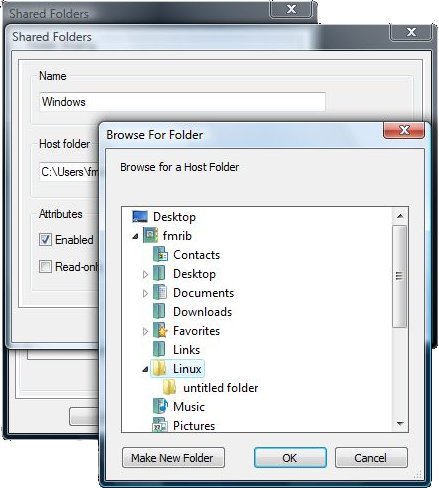 Shared Folders
Shared Folders
Name
Windows
Host folder
C:\Users\fm
Attributes
Enabled
Read-onl
Browse For Folder
Browse for a Host Folder
Desktop
fmrib
Contacts
Desktop
Documents
Downloads
Favorites
Links
Linux
untitled folder
Music
Pictures
Make New Folder
OK
Cancel